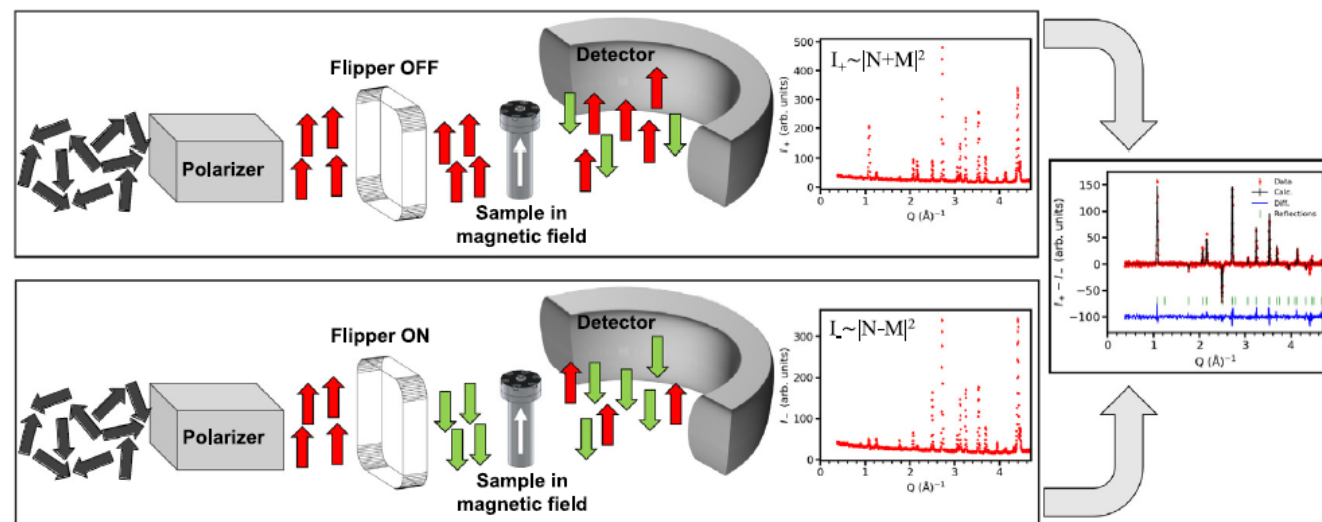 Flipper OFF
Polarizer
Sample in
magnetic field
Detector
I₊~|N+M|²
I₊ (arb. units)
500
400
300
200
100
0
1 2 3 4
Q (Å)⁻¹
Flipper ON
Polarizer
Sample in
magnetic field
Detector
I₋~|N-M|²
I₋ (arb. units)
300
200
100
0
1 2 3 4
Q (Å)⁻¹
I₊ − I₋ (arb. units)
150
100
50
0
−50
−100
Data
Calc.
Diff.
Reflections
1 2 3 4
Q (Å)⁻¹